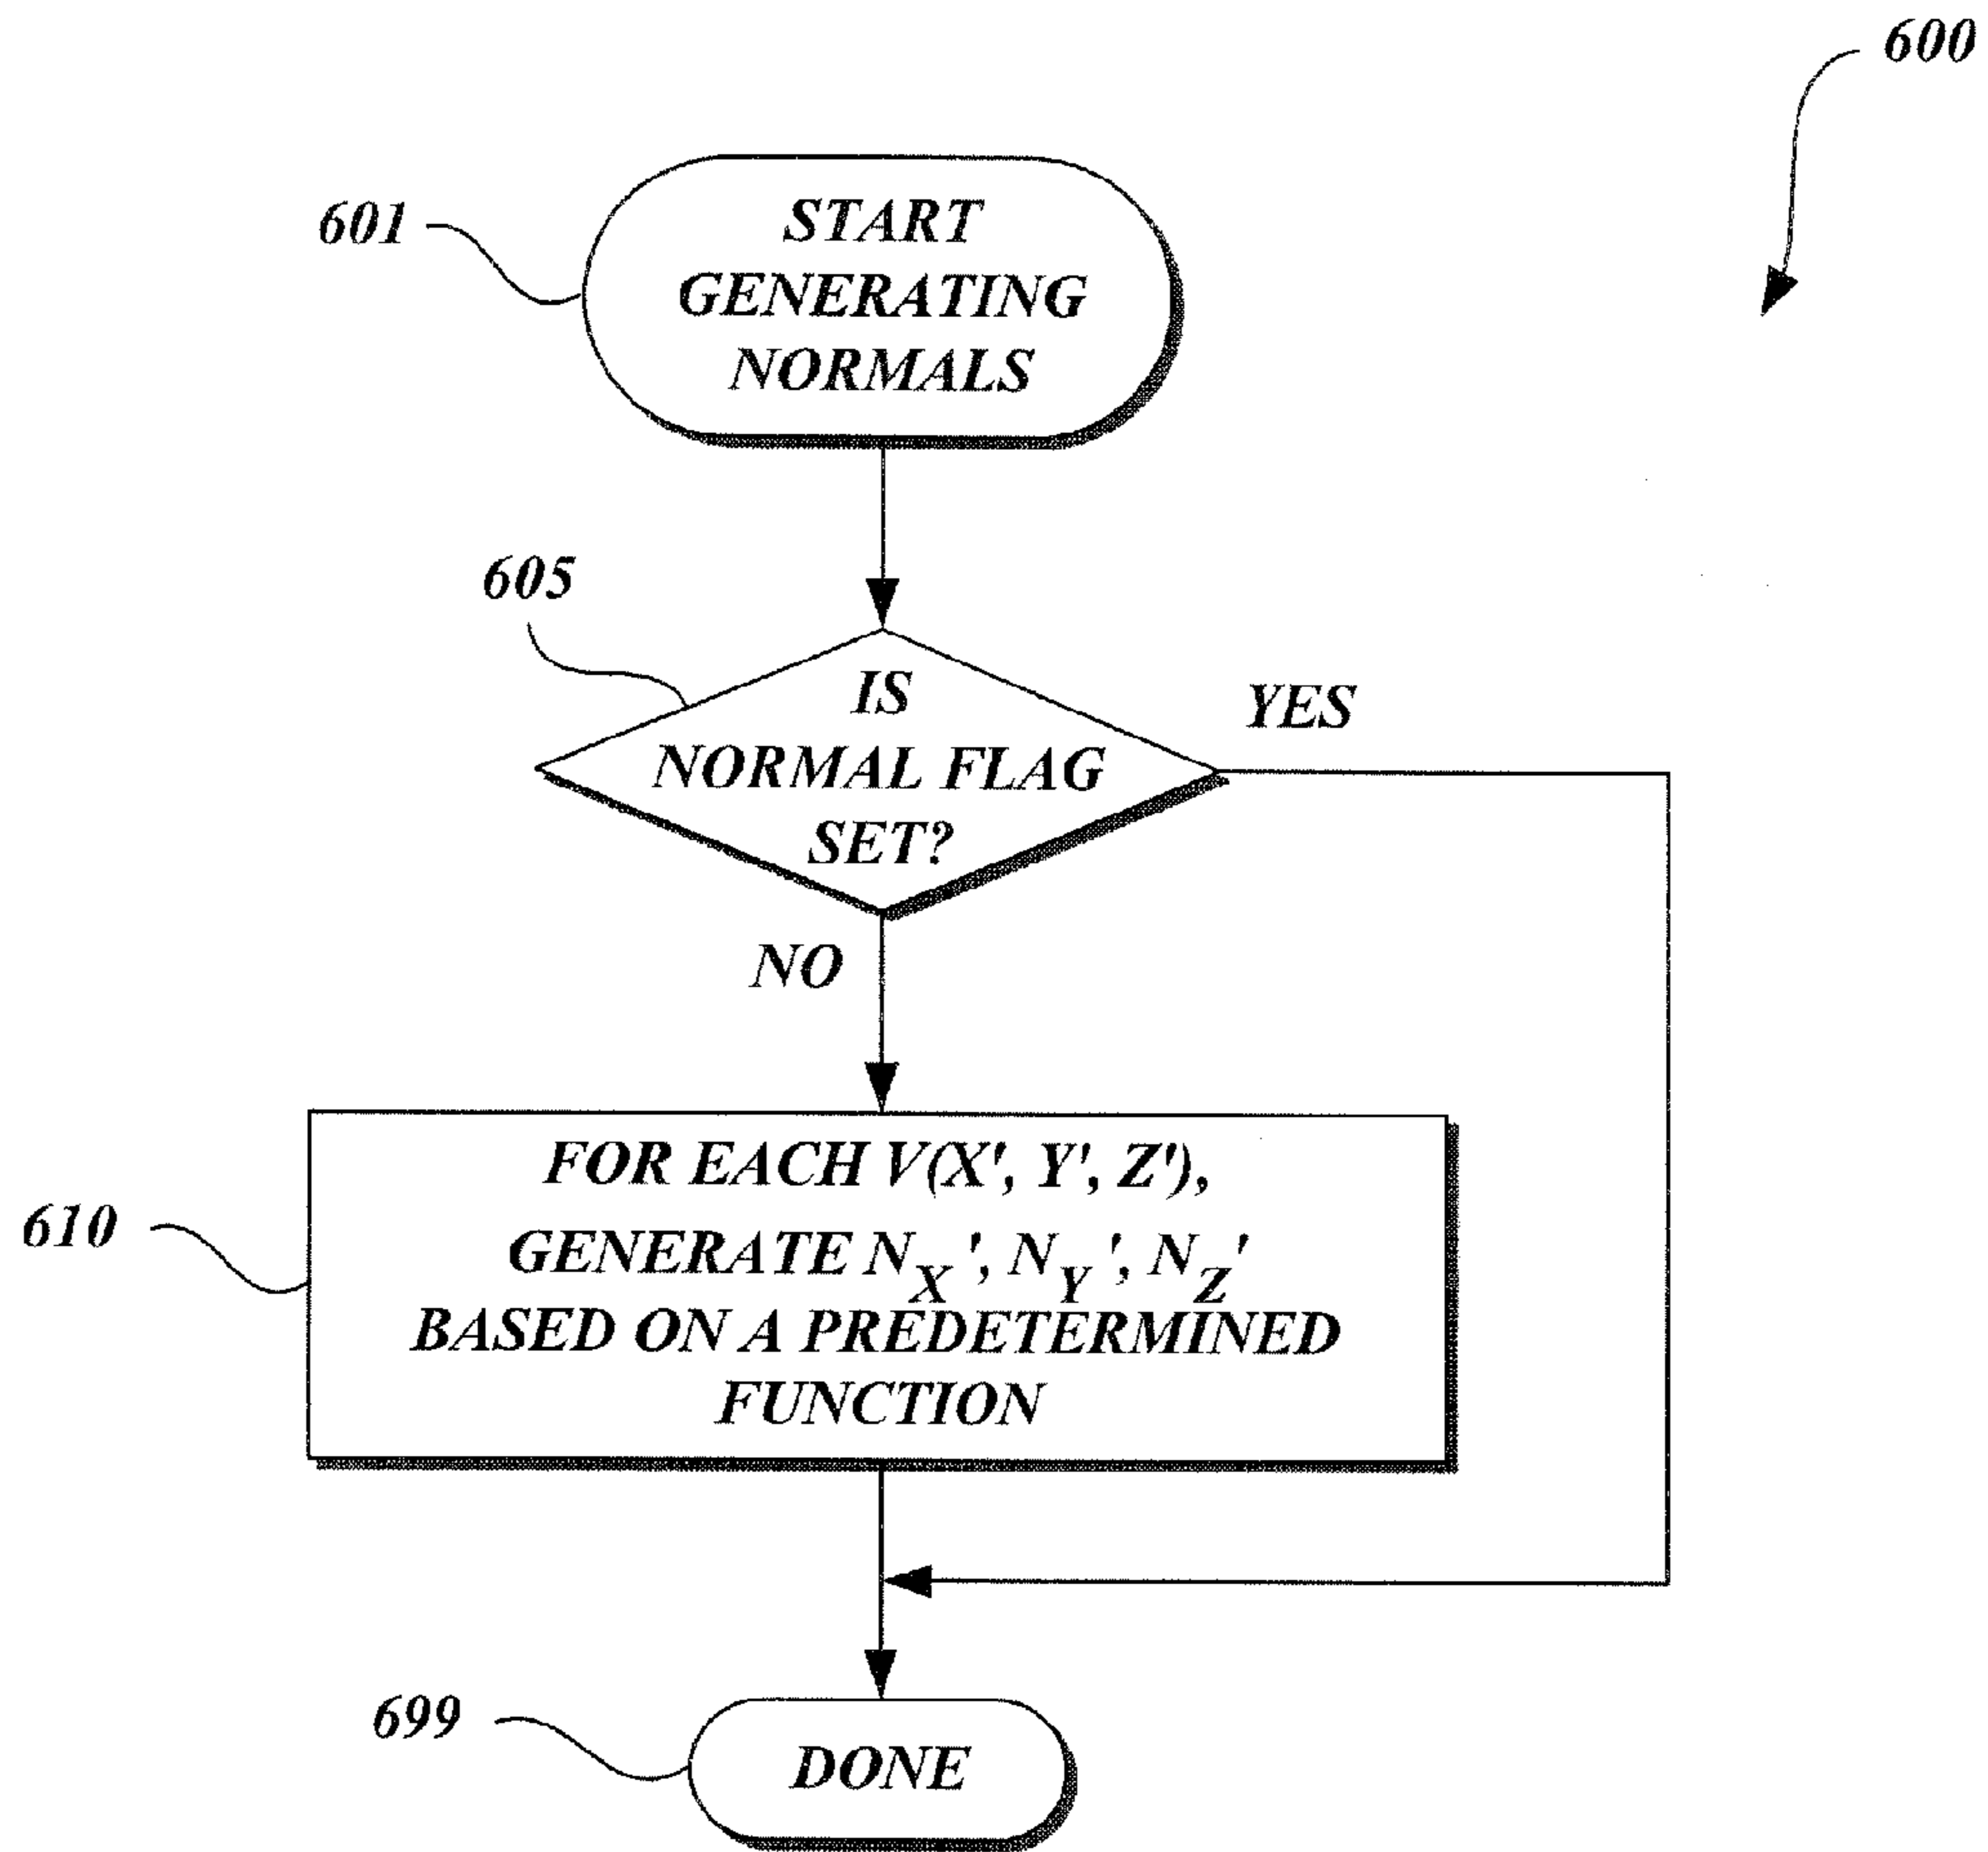 600
601
START
GENERATING
NORMALS
605
IS
NORMAL FLAG
SET?
YES
NO
610
FOR EACH V(X', Y', Z'),
GENERATE N_X', N_Y', N_Z'
BASED ON A PREDETERMINED
FUNCTION
699
DONE